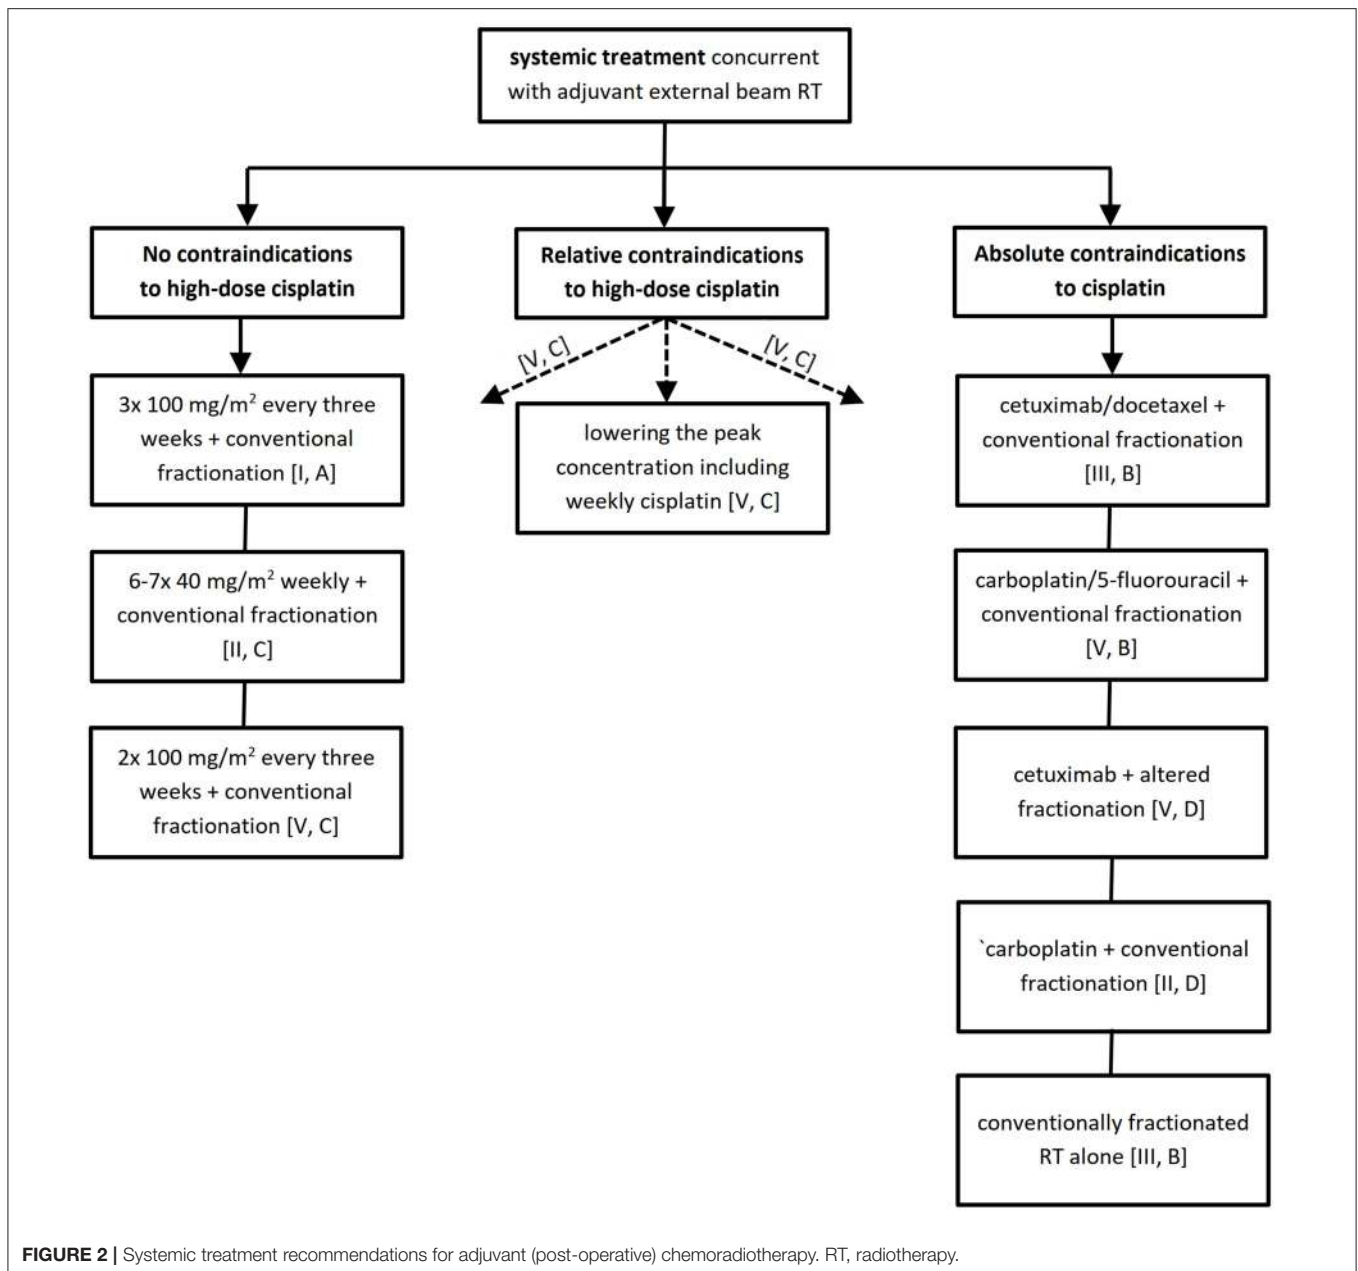 systemic treatment concurrent
with adjuvant external beam RT
No contraindications
to high-dose cisplatin
Relative contraindications
to high-dose cisplatin
Absolute contraindications
to cisplatin
[V, C]
[V, C]
3x 100 mg/m² every three
weeks + conventional
fractionation [I, A]
lowering the peak
concentration including
weekly cisplatin [V, C]
cetuximab/docetaxel +
conventional fractionation
[III, B]
6-7x 40 mg/m² weekly +
conventional fractionation
[II, C]
carboplatin/5-fluorouracil +
conventional fractionation
[V, B]
2x 100 mg/m² every three
weeks + conventional
fractionation [V, C]
cetuximab + altered
fractionation [V, D]
`carboplatin + conventional
fractionation [II, D]
conventionally fractionated
RT alone [III, B]
FIGURE 2 | Systemic treatment recommendations for adjuvant (post-operative) chemoradiotherapy. RT, radiotherapy.